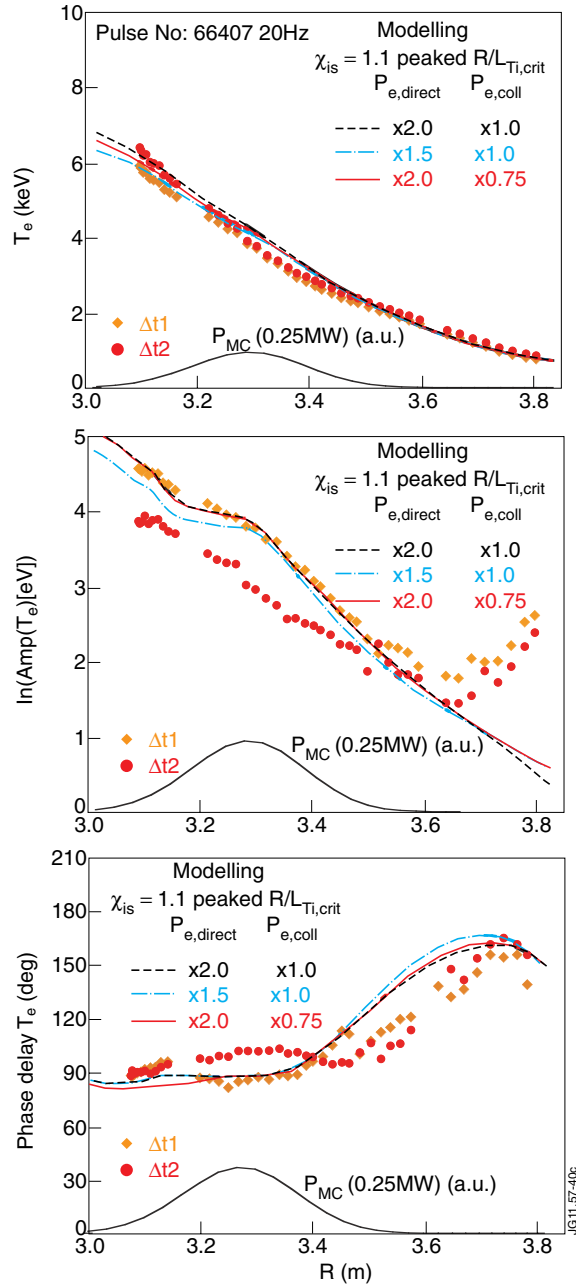 Pulse No: 66407 20Hz
Modelling
χis = 1.1 peaked R/LTi,crit
Pe,direct Pe,coll
x2.0 x1.0
x1.5 x1.0
x2.0 x0.75
8
6
4
2
0
Te (keV)
Δt1
Δt2
PMC (0.25MW) (a.u.)
3.0 3.2 3.4 3.6 3.8
5
4
3
2
1
0
ln(Amp(Te)[eV])
Modelling
χis = 1.1 peaked R/LTi,crit
Pe,direct Pe,coll
x2.0 x1.0
x1.5 x1.0
x2.0 x0.75
Δt1
Δt2
PMC (0.25MW) (a.u.)
3.0 3.2 3.4 3.6 3.8
210
180
150
120
90
60
30
0
Phase delay Te (deg)
Modelling
χis = 1.1 peaked R/LTi,crit
Pe,direct Pe,coll
x2.0 x1.0
x1.5 x1.0
x2.0 x0.75
Δt1
Δt2
PMC (0.25MW) (a.u.)
3.0 3.2 3.4 3.6 3.8
R (m)
JG11.57-40c